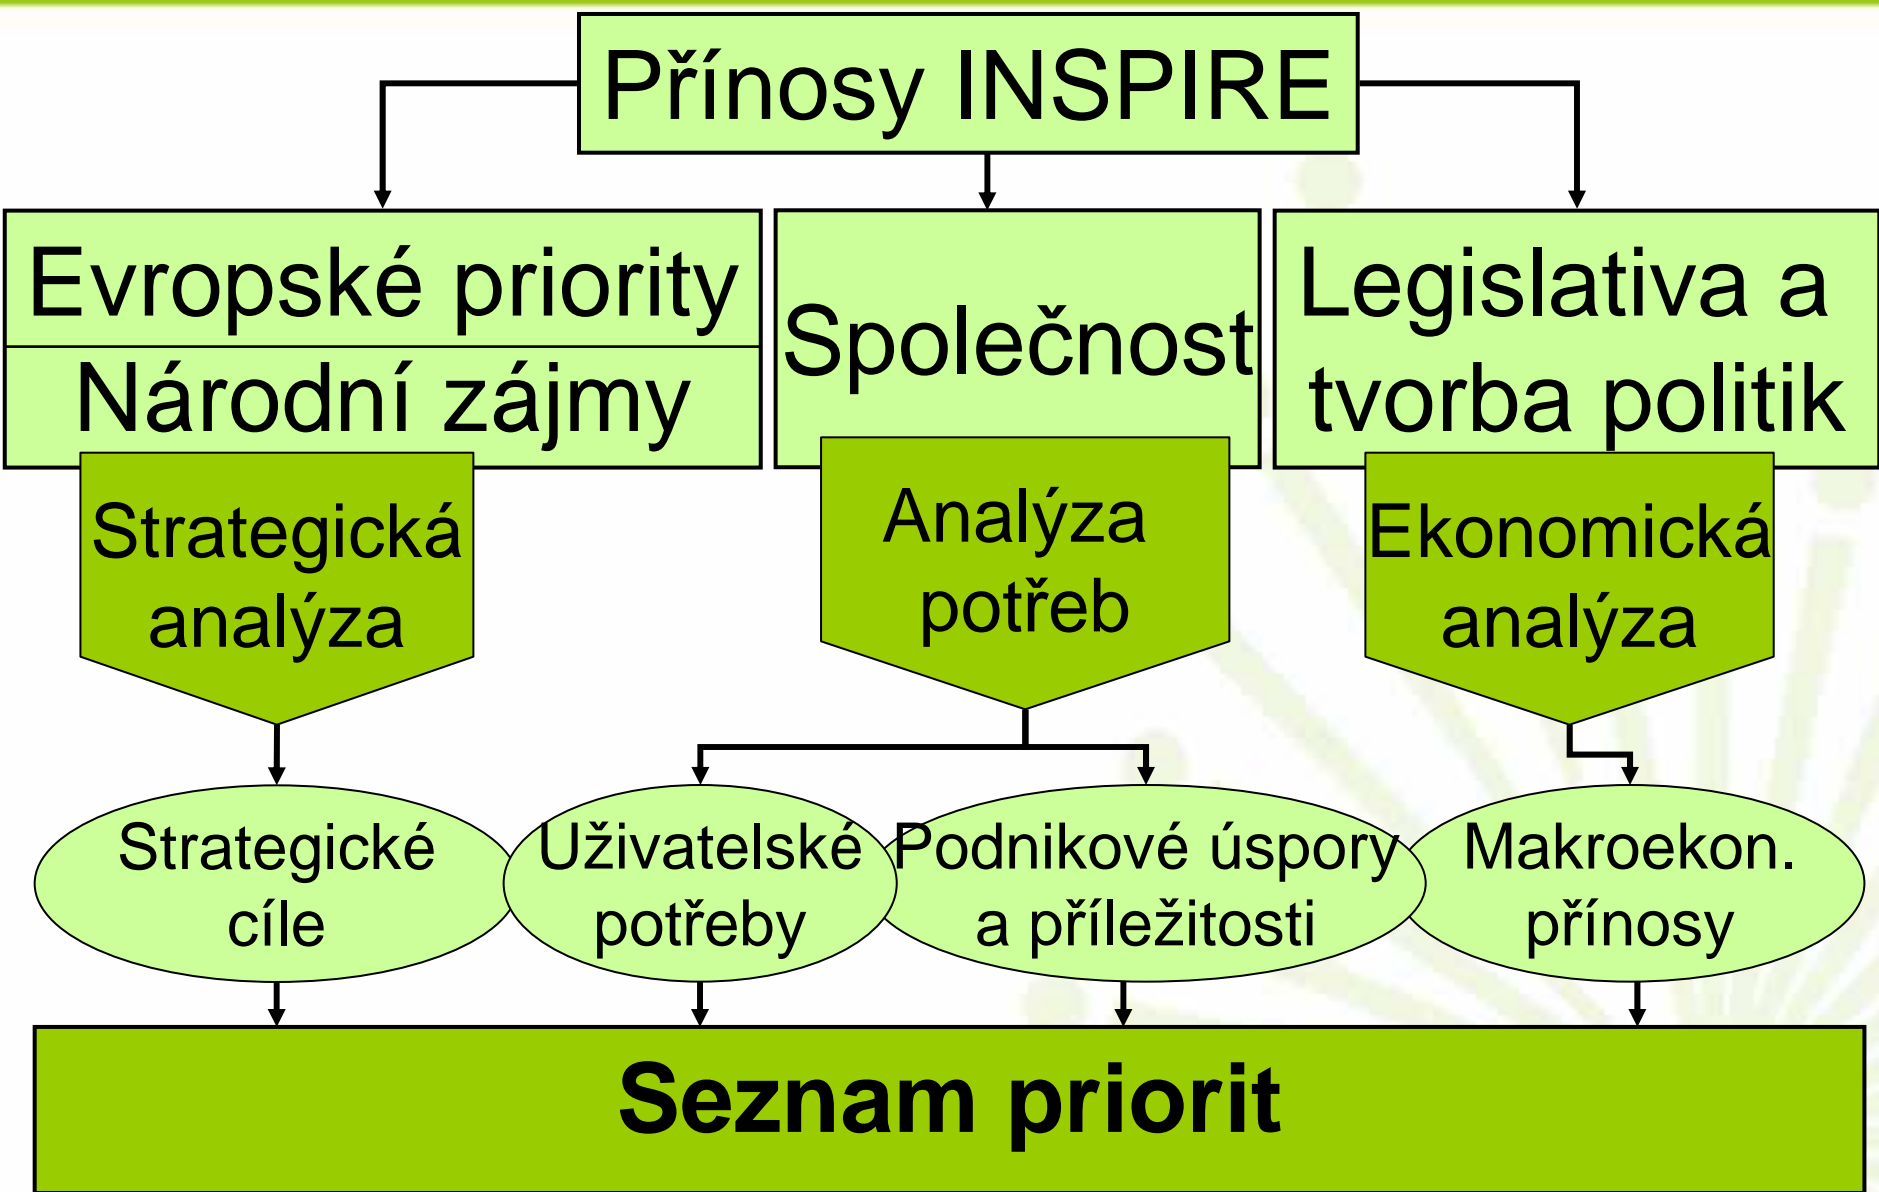 Přínosy INSPIRE
Evropské priority
Národní zájmy
Společnost
Legislativa a
tvorba politik
Strategická
analýza
Analýza
potřeb
Ekonomická
analýza
Strategické
cíle
Uživatelské
potřeby
Podnikové úspory
a příležitosti
Makroekon.
přínosy
Seznam priorit